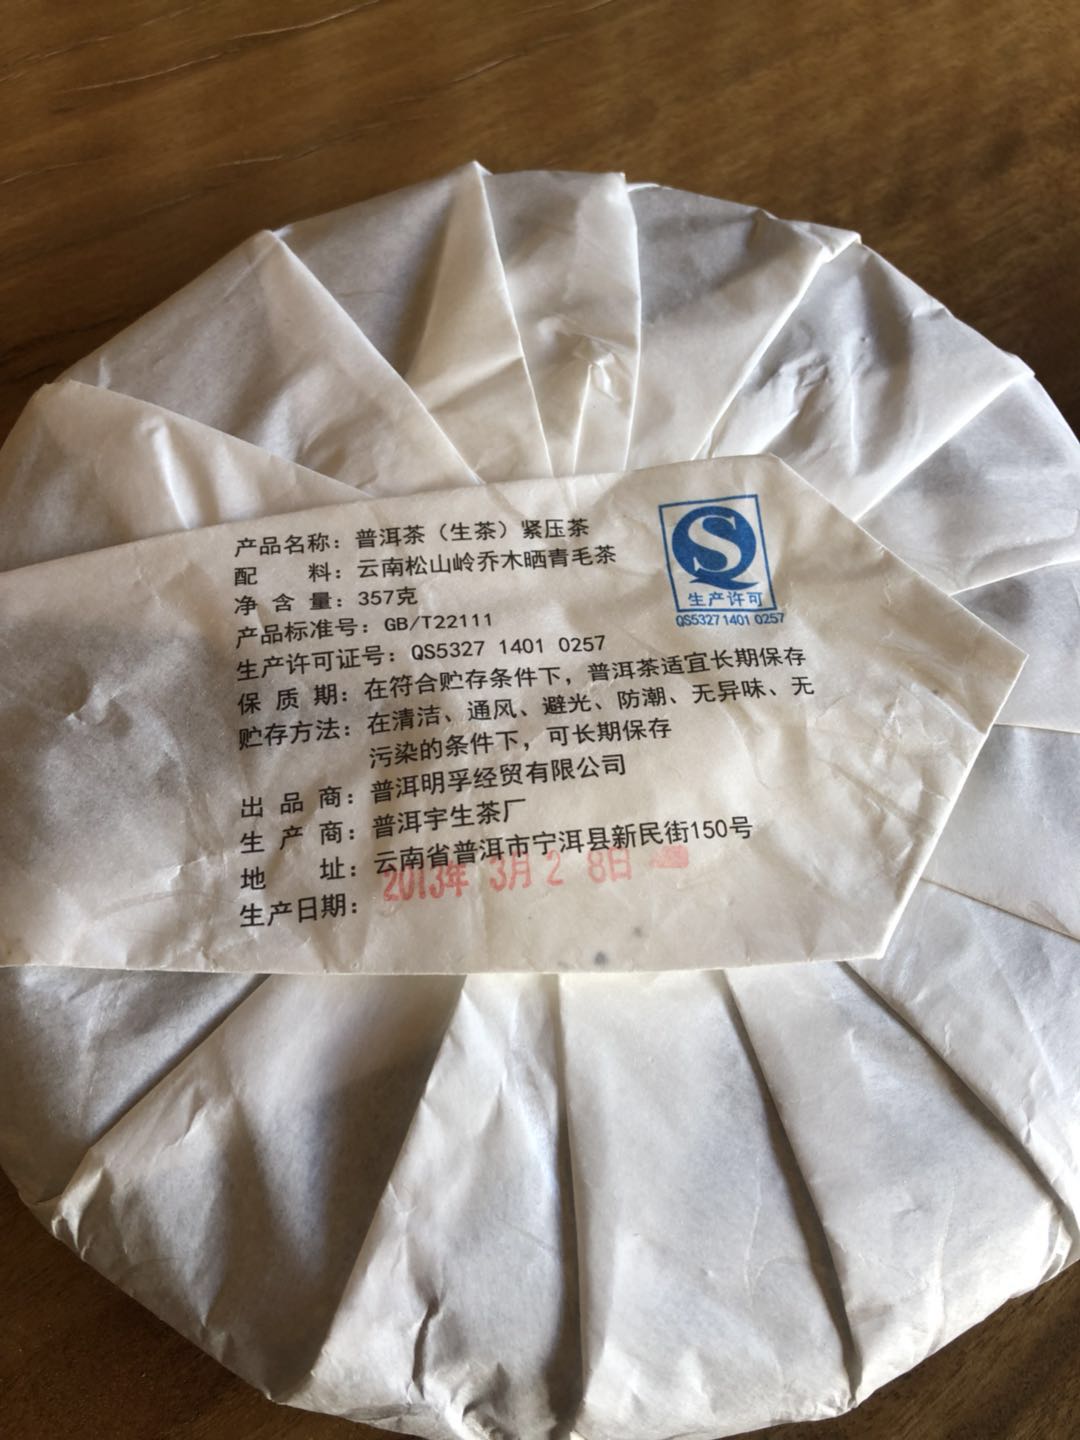 产品名称：普洱茶（生茶）紧压茶
配 料：云南松山岭乔木晒青毛茶
净 含 量：357克
产品标准号：GB/T22111
生产许可证号：QS5327 1401 0257
保 质 期：在符合贮存条件下，普洱茶适宜长期保存
贮存方法：在清洁、通风、避光、防潮、无异味、无
污染的条件下，可长期保存
出 品 商：普洱明孚经贸有限公司
生 产 商：普洱宇生茶厂
地 址：云南省普洱市宁洱县新民街150号
生产日期：2013年 3月 2 8日
S
生产许可
QS5327 1401 0257